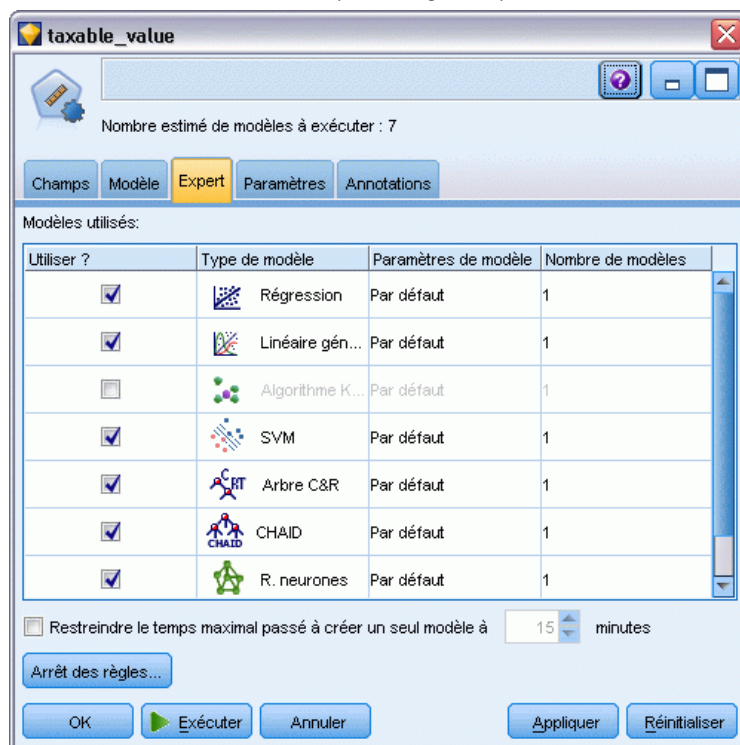 taxable_value
Nombre estimé de modèles à exécuter : 7
Champs Modèle Expert Paramètres Annotations
Modèles utilisés:
Utiliser ? Type de modèle Paramètres de modèle Nombre de modèles
Régression Par défaut 1
Linéaire gén... Par défaut 1
Algorithme K... Par défaut 1
SVM Par défaut 1
C RT Arbre C&R Par défaut 1
CHAID CHAID Par défaut 1
R. neurones Par défaut 1
Restreindre le temps maximal passé à créer un seul modèle à 15 minutes
Arrêt des règles...
OK Exécuter Annuler Appliquer Réinitialiser